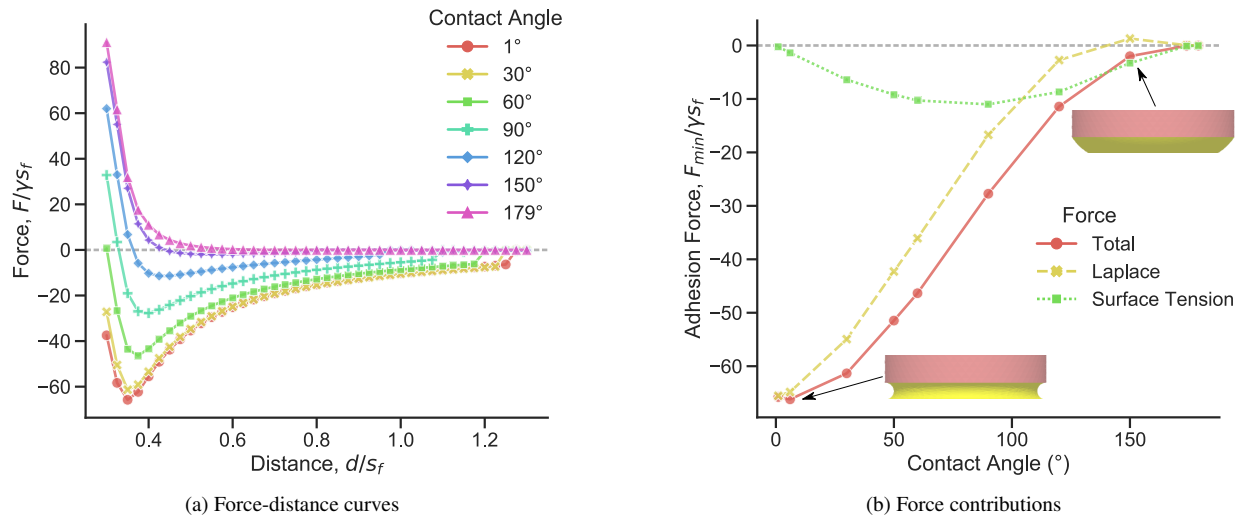 Contact Angle
1°
30°
60°
90°
120°
150°
179°
80
60
40
20
0
−20
−40
−60
Force, F/γs_f
0.4
0.6
0.8
1.0
1.2
Distance, d/s_f
(a) Force-distance curves
0
−10
−20
−30
−40
−50
−60
Adhesion Force, F_min/γs_f
Force
Total
Laplace
Surface Tension
0
50
100
150
Contact Angle (°)
(b) Force contributions